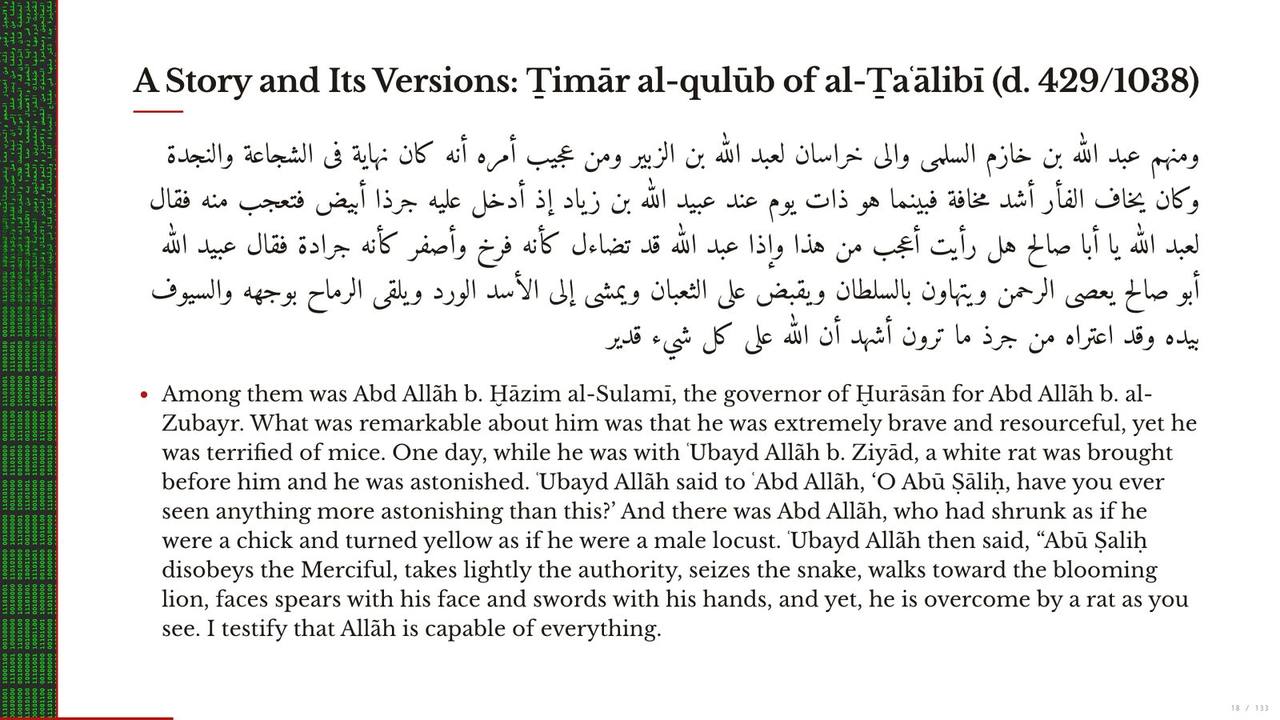 A Story and Its Versions: Ṯimār al-qulūb of al-Ṯaʿālibī (d. 429/1038)
ومنهم عبد الله بن خازم السلمى والى خراسان لعبد الله بن الزبير ومن عجيب أمره أنه كان نهاية فى الشجاعة والنجدة
وكان يخاف الفأر أشد مخافة فبينما هو ذات يوم عند عبيد الله بن زياد إذ أدخل عليه جرذا أبيض فتعجب منه فقال
لعبد الله يا أبا صالح هل رأيت أعجب من هذا وإذا عبد الله قد تضاءل كأنه فرخ وأصفر كأنه جرادة فقال عبيد الله
أبو صالح يعصى الرحمن ويتهاون بالسلطان ويقبض على الثعبان ويمشى إلى الأسد الورد ويلقى الرماح بوجهه والسيوف
بيده وقد اعتراه من جرذ ما ترون أشهد أن الله على كل شيء قدير
• Among them was Abd Allãh b. Ḫāzim al-Sulamī, the governor of Ḫurāsān for Abd Allãh b. al-
Zubayr. What was remarkable about him was that he was extremely brave and resourceful, yet he
was terrified of mice. One day, while he was with ʿUbayd Allãh b. Ziyād, a white rat was brought
before him and he was astonished. ʿUbayd Allãh said to ʿAbd Allãh, ‘O Abū Ṣāliḥ, have you ever
seen anything more astonishing than this?’ And there was Abd Allãh, who had shrunk as if he
were a chick and turned yellow as if he were a male locust. ʿUbayd Allãh then said, “Abū Ṣaliḥ
disobeys the Merciful, takes lightly the authority, seizes the snake, walks toward the blooming
lion, faces spears with his face and swords with his hands, and yet, he is overcome by a rat as you
see. I testify that Allãh is capable of everything.
18 / 133